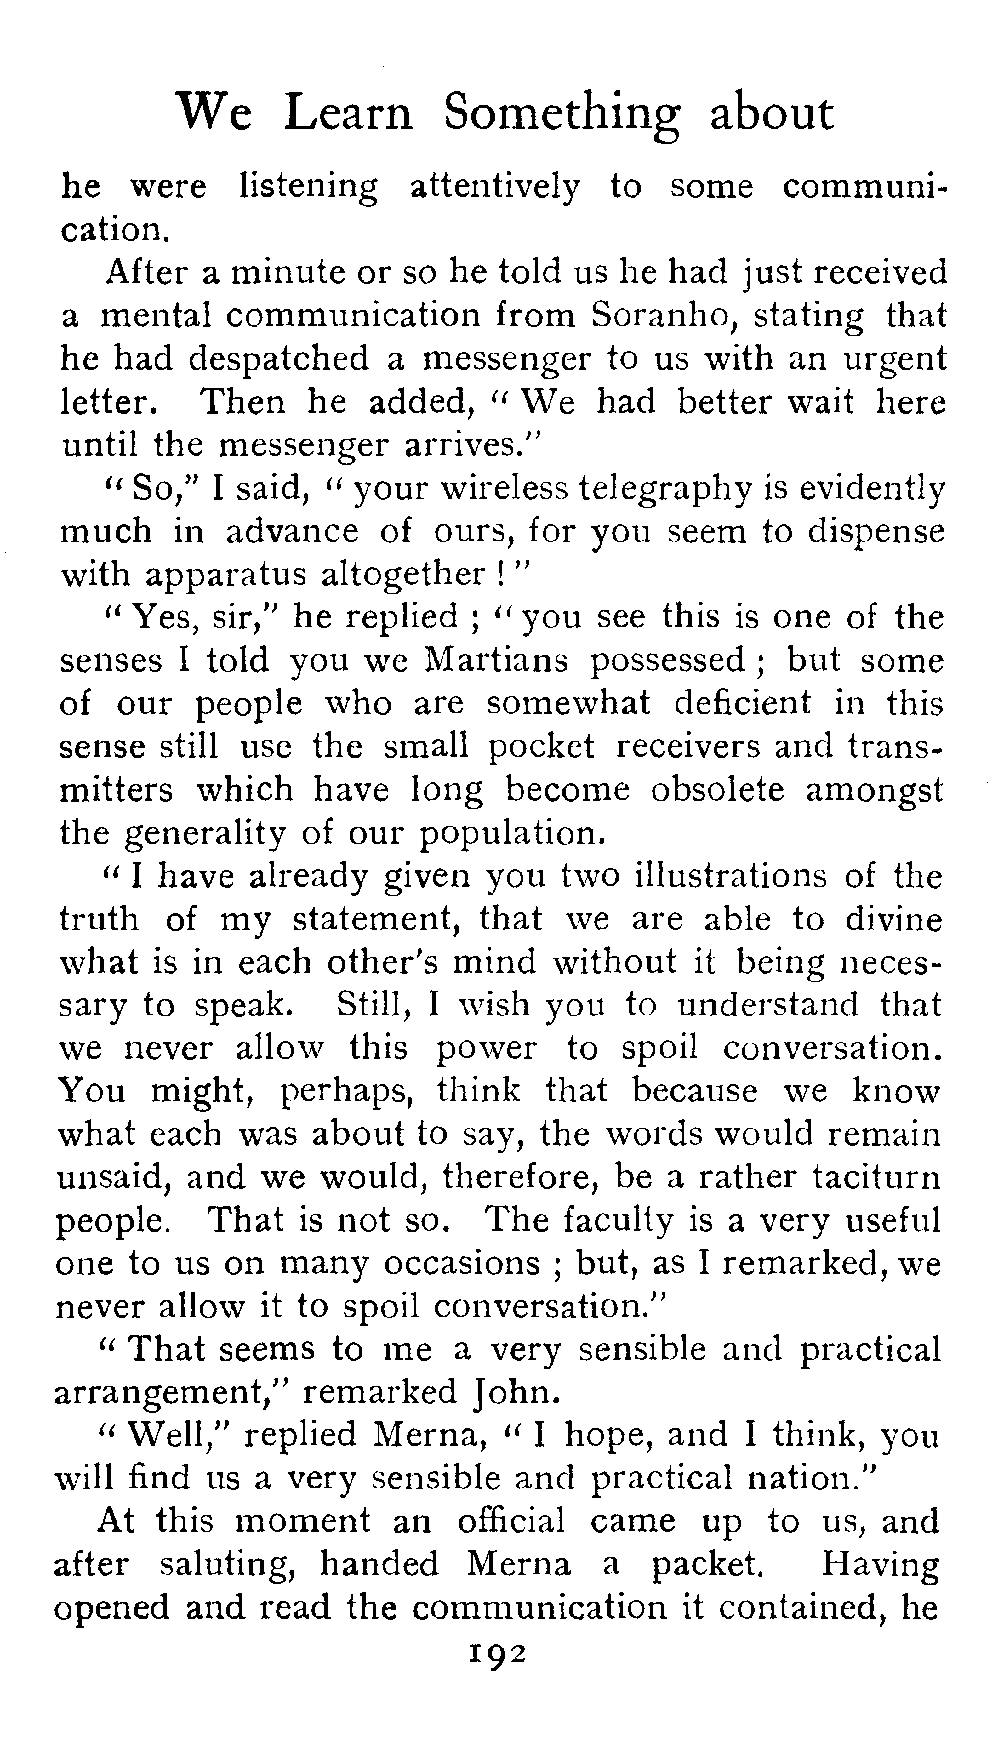 We Learn Something about
he were listening attentively to some communi-
cation.
After a minute or so he told us he had just received
a mental communication from Soranho, stating that
he had despatched a messenger to us with an urgent
letter. Then he added, "We had better wait here
until the messenger arrives."
"So," I said, "your wireless telegraphy is evidently
much in advance of ours, for you seem to dispense
with apparatus altogether!"
"Yes, sir," he replied; "you see this is one of the
senses I told you we Martians possessed; but some
of our people who are somewhat deficient in this
sense still use the small pocket receivers and trans-
mitters which have long become obsolete amongst
the generality of our population.
"I have already given you two illustrations of the
truth of my statement, that we are able to divine
what is in each other's mind without it being neces-
sary to speak. Still, I wish you to understand that
we never allow this power to spoil conversation.
You might, perhaps, think that because we know
what each was about to say, the words would remain
unsaid, and we would, therefore, be a rather taciturn
people. That is not so. The faculty is a very useful
one to us on many occasions; but, as I remarked, we
never allow it to spoil conversation."
"That seems to me a very sensible and practical
arrangement," remarked John.
"Well," replied Merna, "I hope, and I think, you
will find us a very sensible and practical nation."
At this moment an official came up to us, and
after saluting, handed Merna a packet. Having
opened and read the communication it contained, he
192